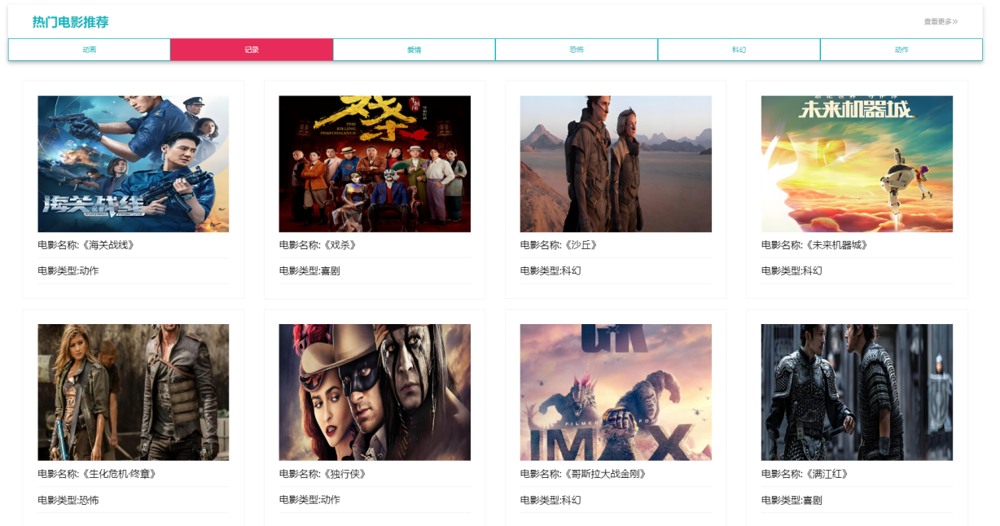 热门电影推荐
查看更多»
动画
记录
爱情
恐怖
科幻
动作
海关战线
戏杀
THE
KILLING
PERFORMANCE
未来机器城
电影名称:《海关战线》
电影名称:《戏杀》
电影名称:《沙丘》
电影名称:《未来机器城》
电影类型:动作
电影类型:喜剧
电影类型:科幻
电影类型:科幻
GK
FILMED FOR
IMAX
电影名称:《生化危机·终章》
电影名称:《独行侠》
电影名称:《哥斯拉大战金刚》
电影名称:《满江红》
电影类型:恐怖
电影类型:动作
电影类型:科幻
电影类型:喜剧